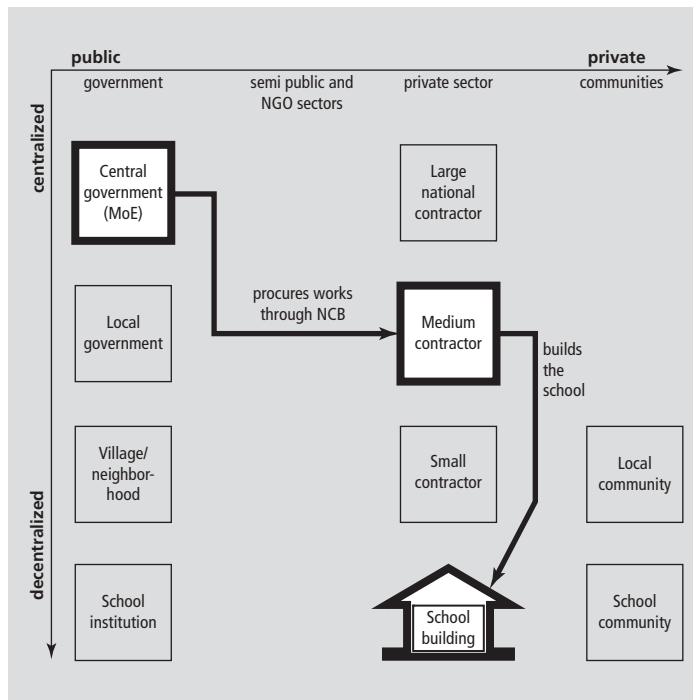 public
private
government
semi public and
NGO sectors
private sector
communities
centralized
Central
government
(MoE)
Large
national
contractor
procures works
through NCB
Local
government
Medium
contractor
builds
the
school
Village/
neighbor-
hood
Small
contractor
Local
community
decentralized
School
institution
School
building
School
community